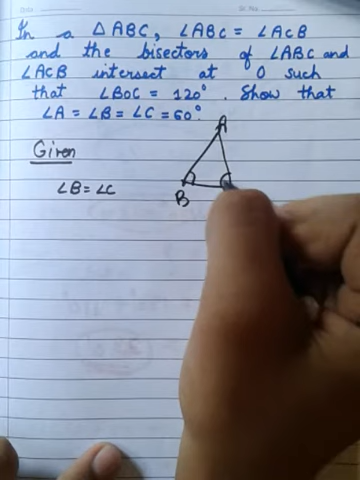 In a △ABC, ∠ABC = ∠ACB
and the bisectors of ∠ABC and
∠ACB intersect at O such
that ∠BOC = 120°. Show that
∠A = ∠B = ∠C = 60°.
Given
A
∠B = ∠C
B